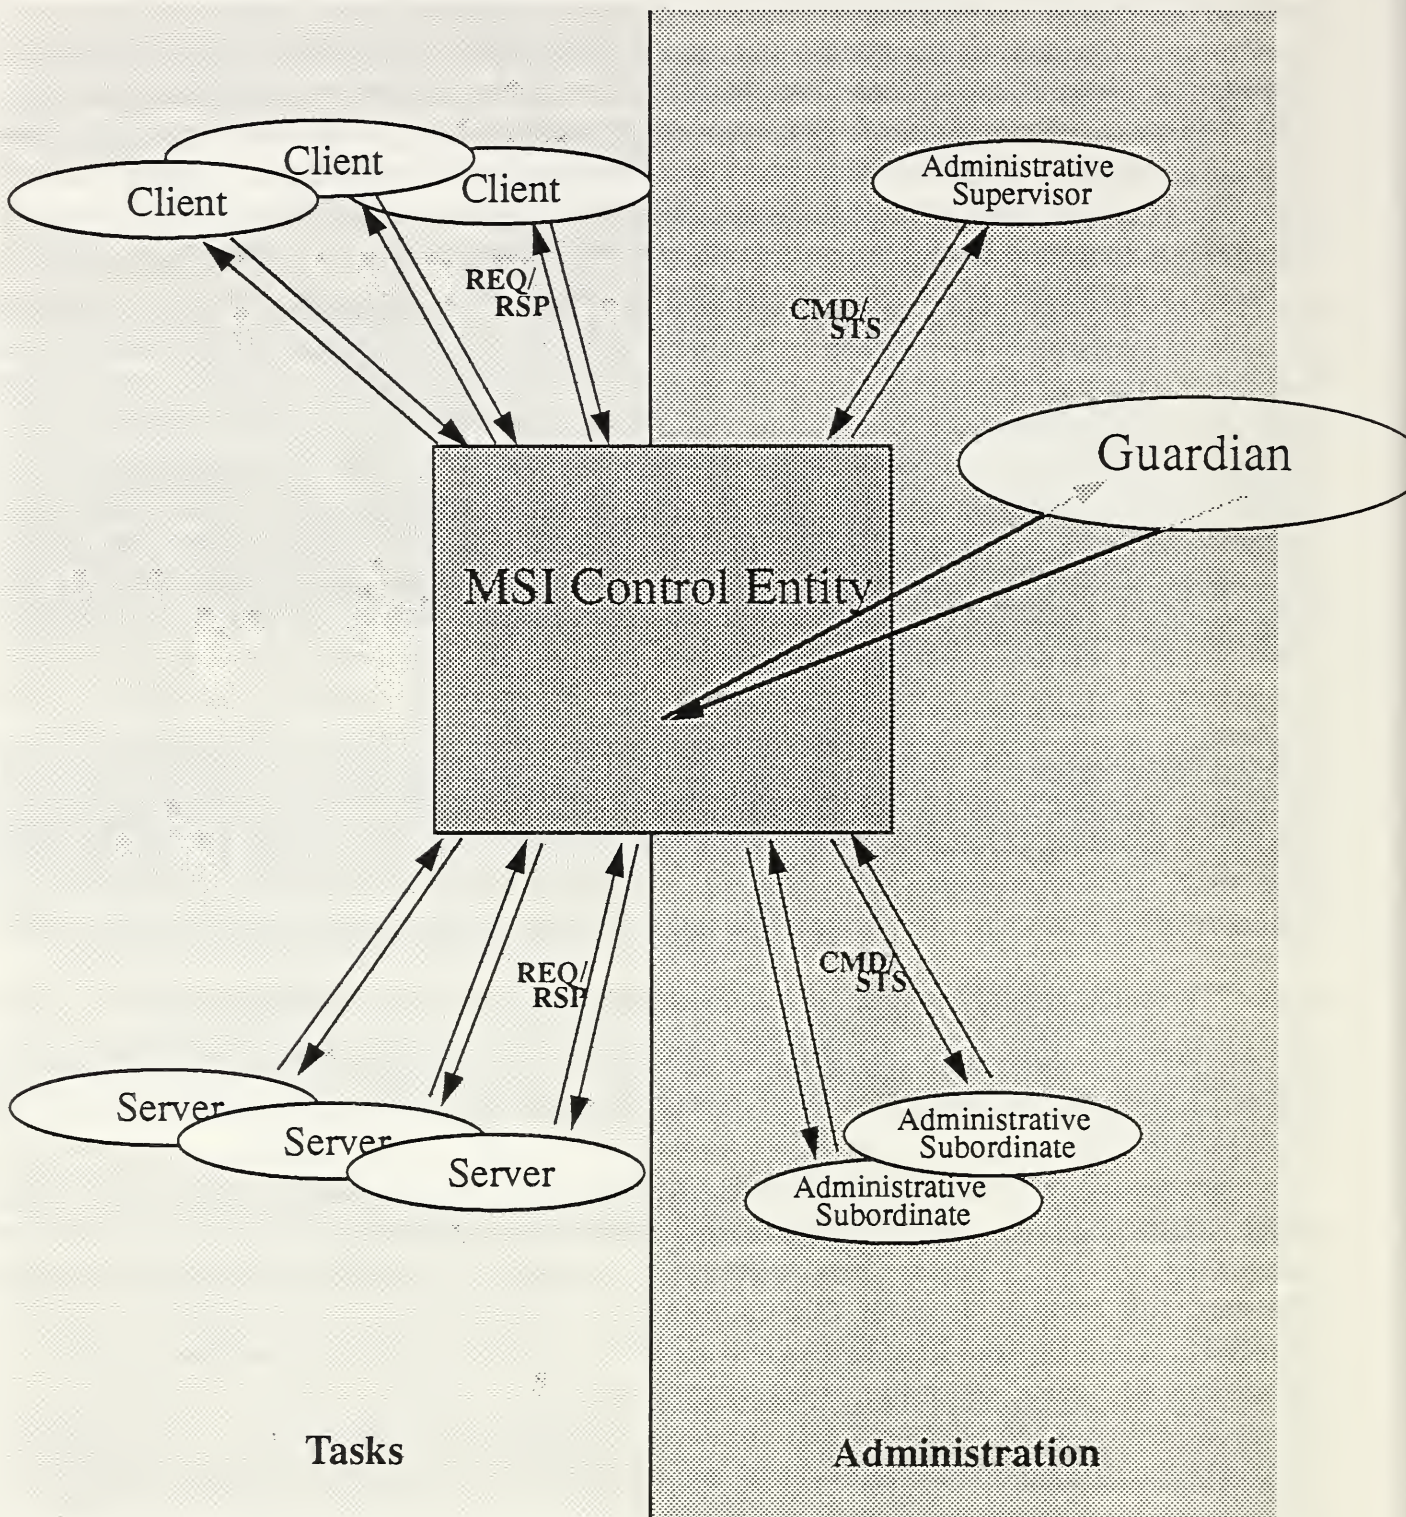 Client
Client
Client
Administrative
Supervisor
REQ/
RSP
CMD/
STS
Guardian
MSI Control Entity
REQ/
RSP
CMD/
STS
Server
Server
Server
Administrative
Subordinate
Administrative
Subordinate
Tasks
Administration